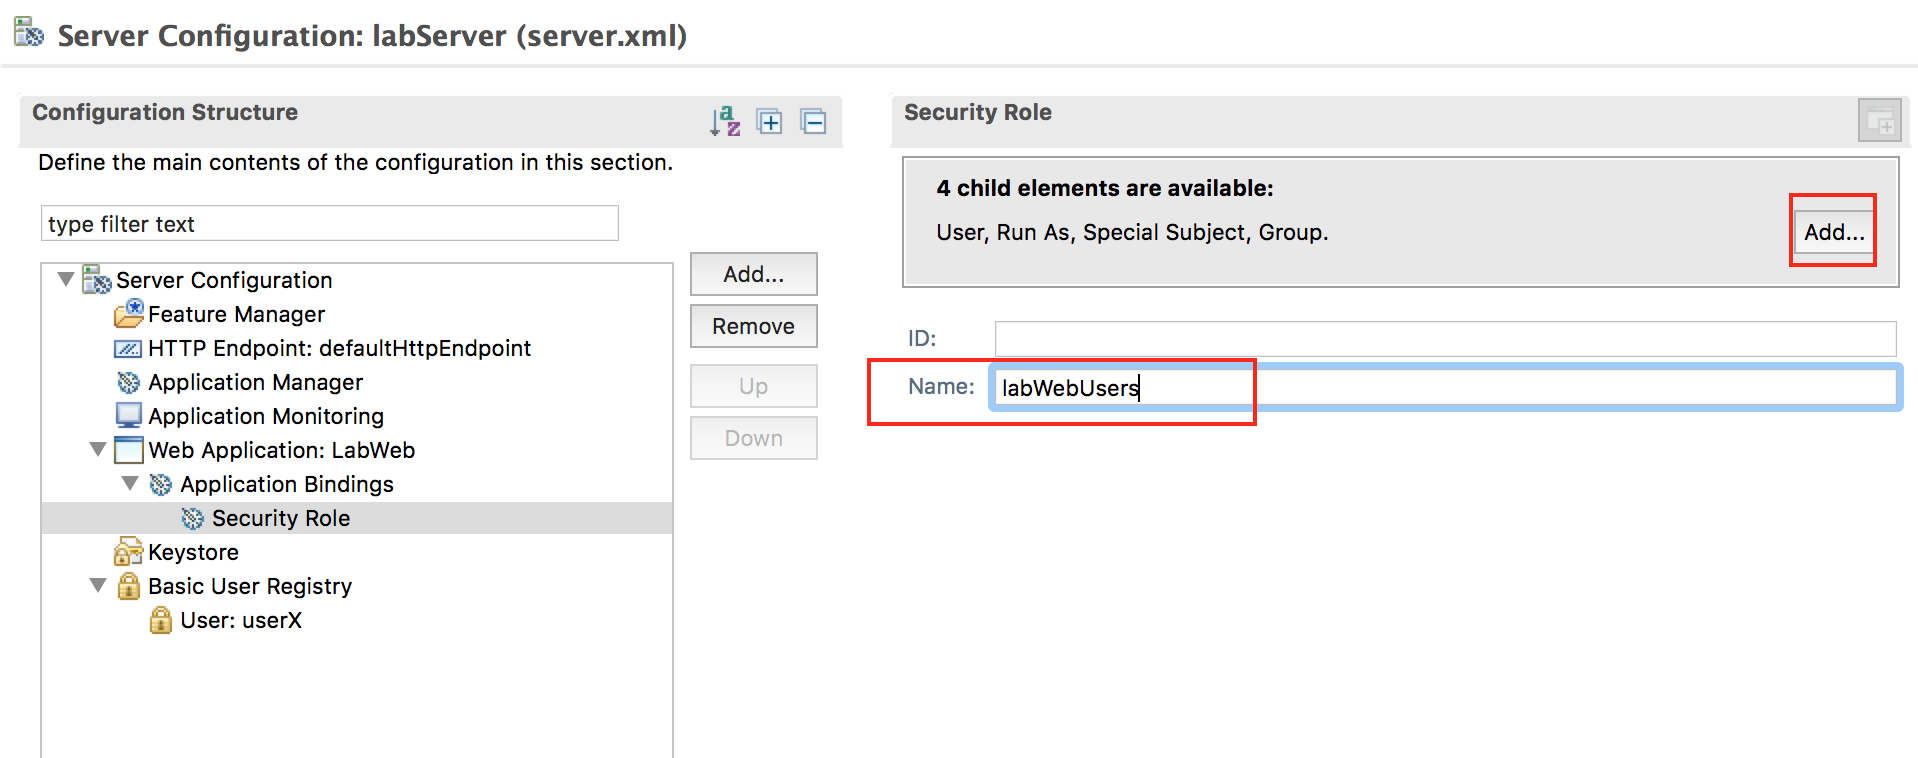 Server Configuration: labServer (server.xml)
Configuration Structure
a
z
Define the main contents of the configuration in this section.
type filter text
Server Configuration
Feature Manager
HTTP Endpoint: defaultHttpEndpoint
Application Manager
Application Monitoring
Web Application: LabWeb
Application Bindings
Security Role
Keystore
Basic User Registry
User: userX
Add...
Remove
Up
Down
Security Role
4 child elements are available:
User, Run As, Special Subject, Group.
Add...
ID:
Name: labWebUsers